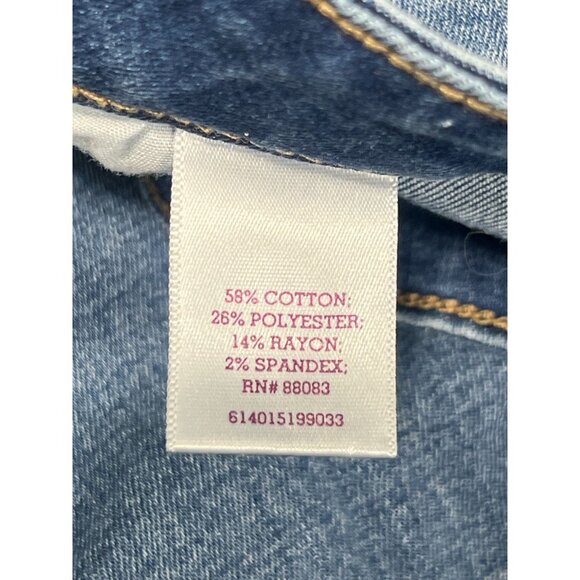 58% COTTON;
26% POLYESTER;
14% RAYON;
2% SPANDEX;
RN# 88083
614015199033